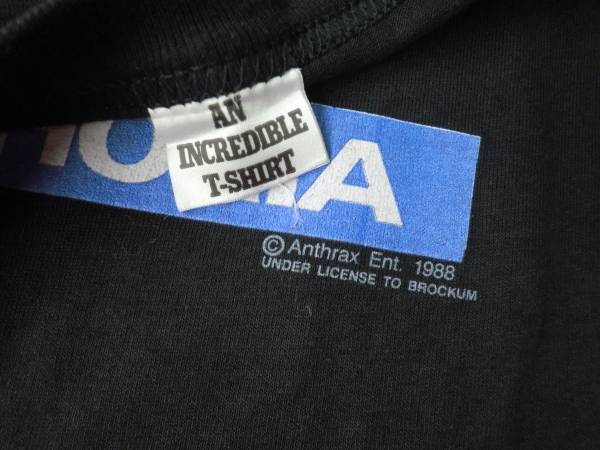 AN
INCREDIBLE
T-SHIRT
© Anthrax Ent. 1988
UNDER LICENSE TO BROCKUM